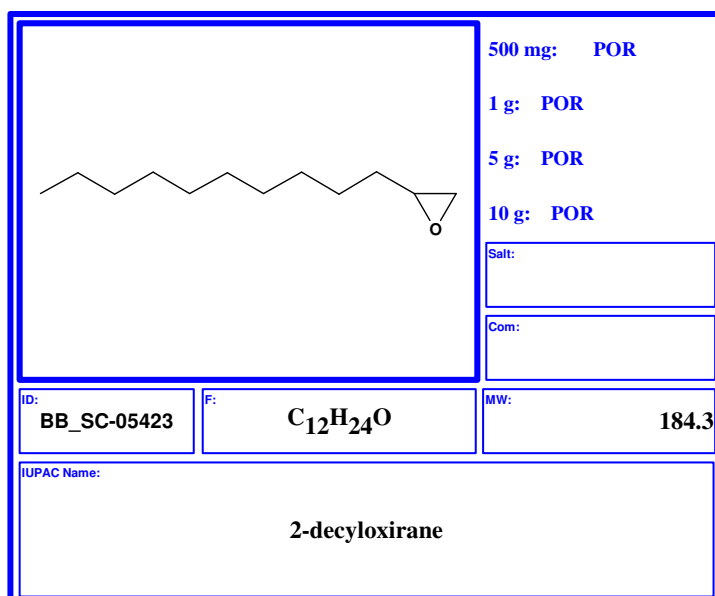 500 mg: POR
1 g: POR
5 g: POR
10 g: POR
O
Salt:
Com:
ID:
BB_SC-05423
F:
C12H24O
MW:
184.3
IUPAC Name:
2-decyloxirane